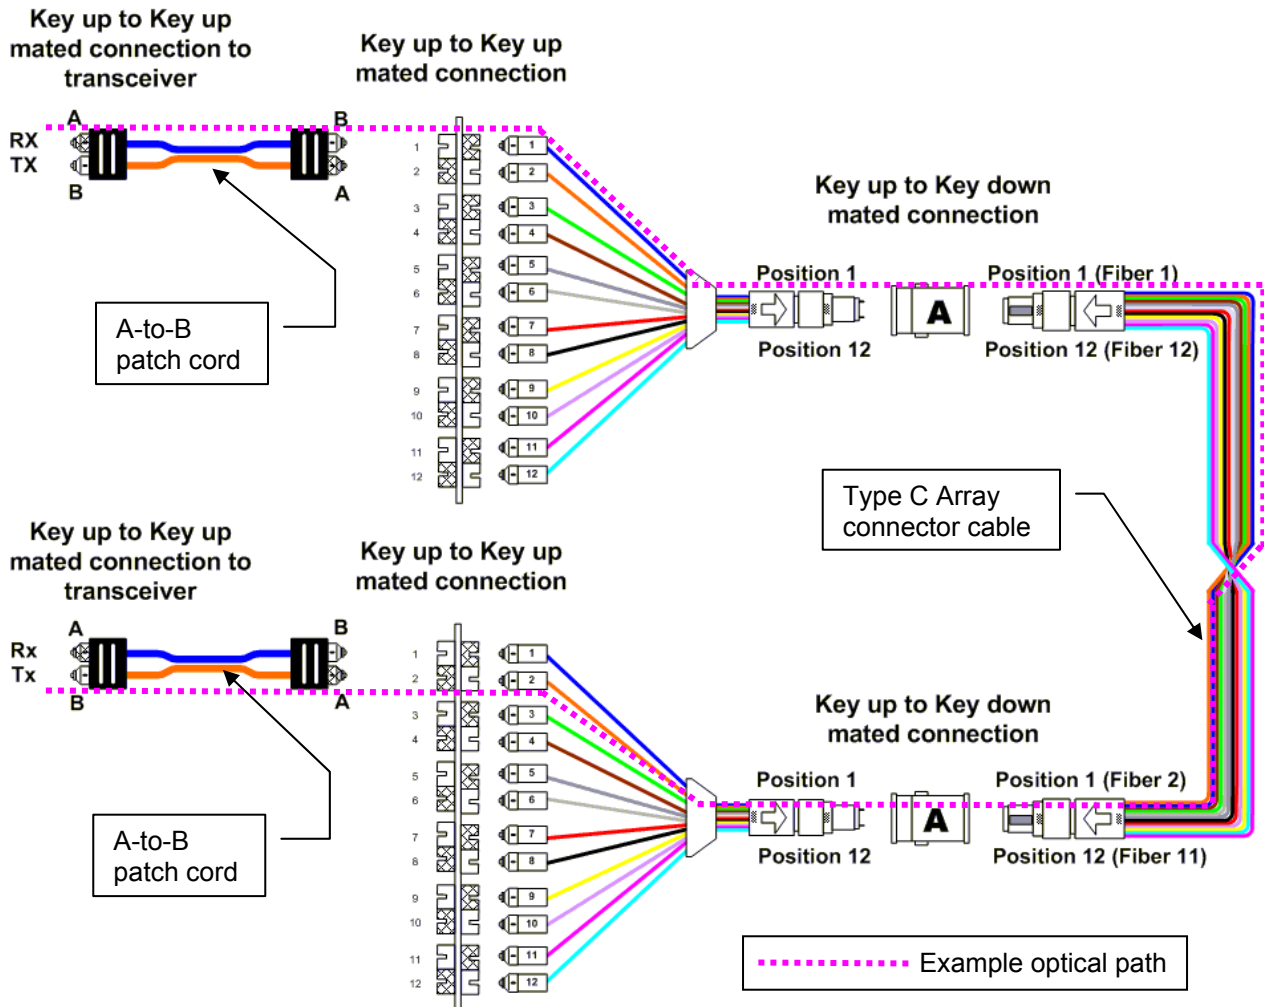 Key up to Key up
mated connection to
transceiver
Key up to Key up
mated connection
A
B
RX
TX
B
A
A-to-B
patch cord
1
2
3
4
5
6
7
8
9
10
11
12
1
2
3
4
5
6
7
8
9
10
11
12
Key up to Key down
mated connection
Position 1
Position 1 (Fiber 1)
A
Position 12
Position 12 (Fiber 12)
Type C Array
connector cable
Key up to Key up
mated connection to
transceiver
Key up to Key up
mated connection
A
B
Rx
Tx
B
A
A-to-B
patch cord
1
2
3
4
5
6
7
8
9
10
11
12
1
2
3
4
5
6
7
8
9
10
11
12
Key up to Key down
mated connection
Position 1
Position 1 (Fiber 2)
A
Position 12
Position 12 (Fiber 11)
Example optical path